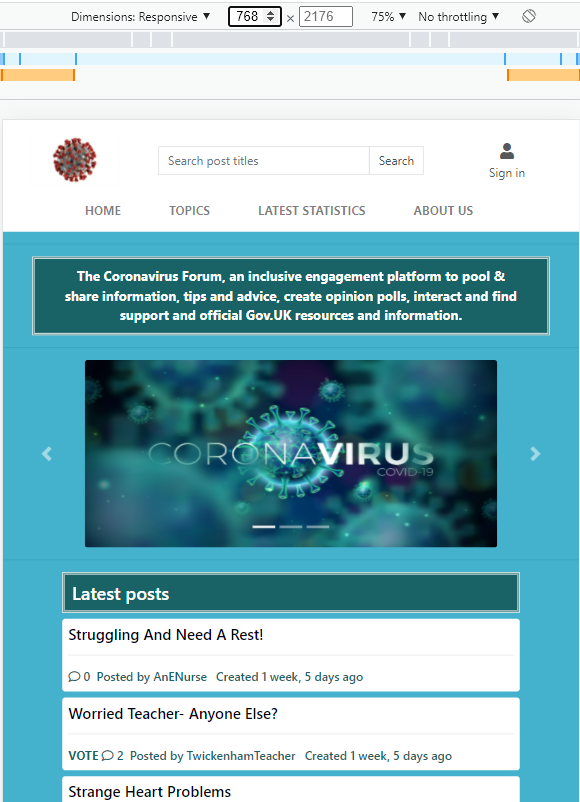 Dimensions: Responsive ▼ 768 × 2176 75% ▼ No throttling ▼
Search post titles Search
Sign in
HOME TOPICS LATEST STATISTICS ABOUT US
The Coronavirus Forum, an inclusive engagement platform to pool &
share information, tips and advice, create opinion polls, interact and find
support and official Gov.UK resources and information.
CORONAVIRUS
COVID-19
Latest posts
Struggling And Need A Rest!
0 Posted by AnENurse Created 1 week, 5 days ago
Worried Teacher- Anyone Else?
VOTE 2 Posted by TwickenhamTeacher Created 1 week, 5 days ago
Strange Heart Problems